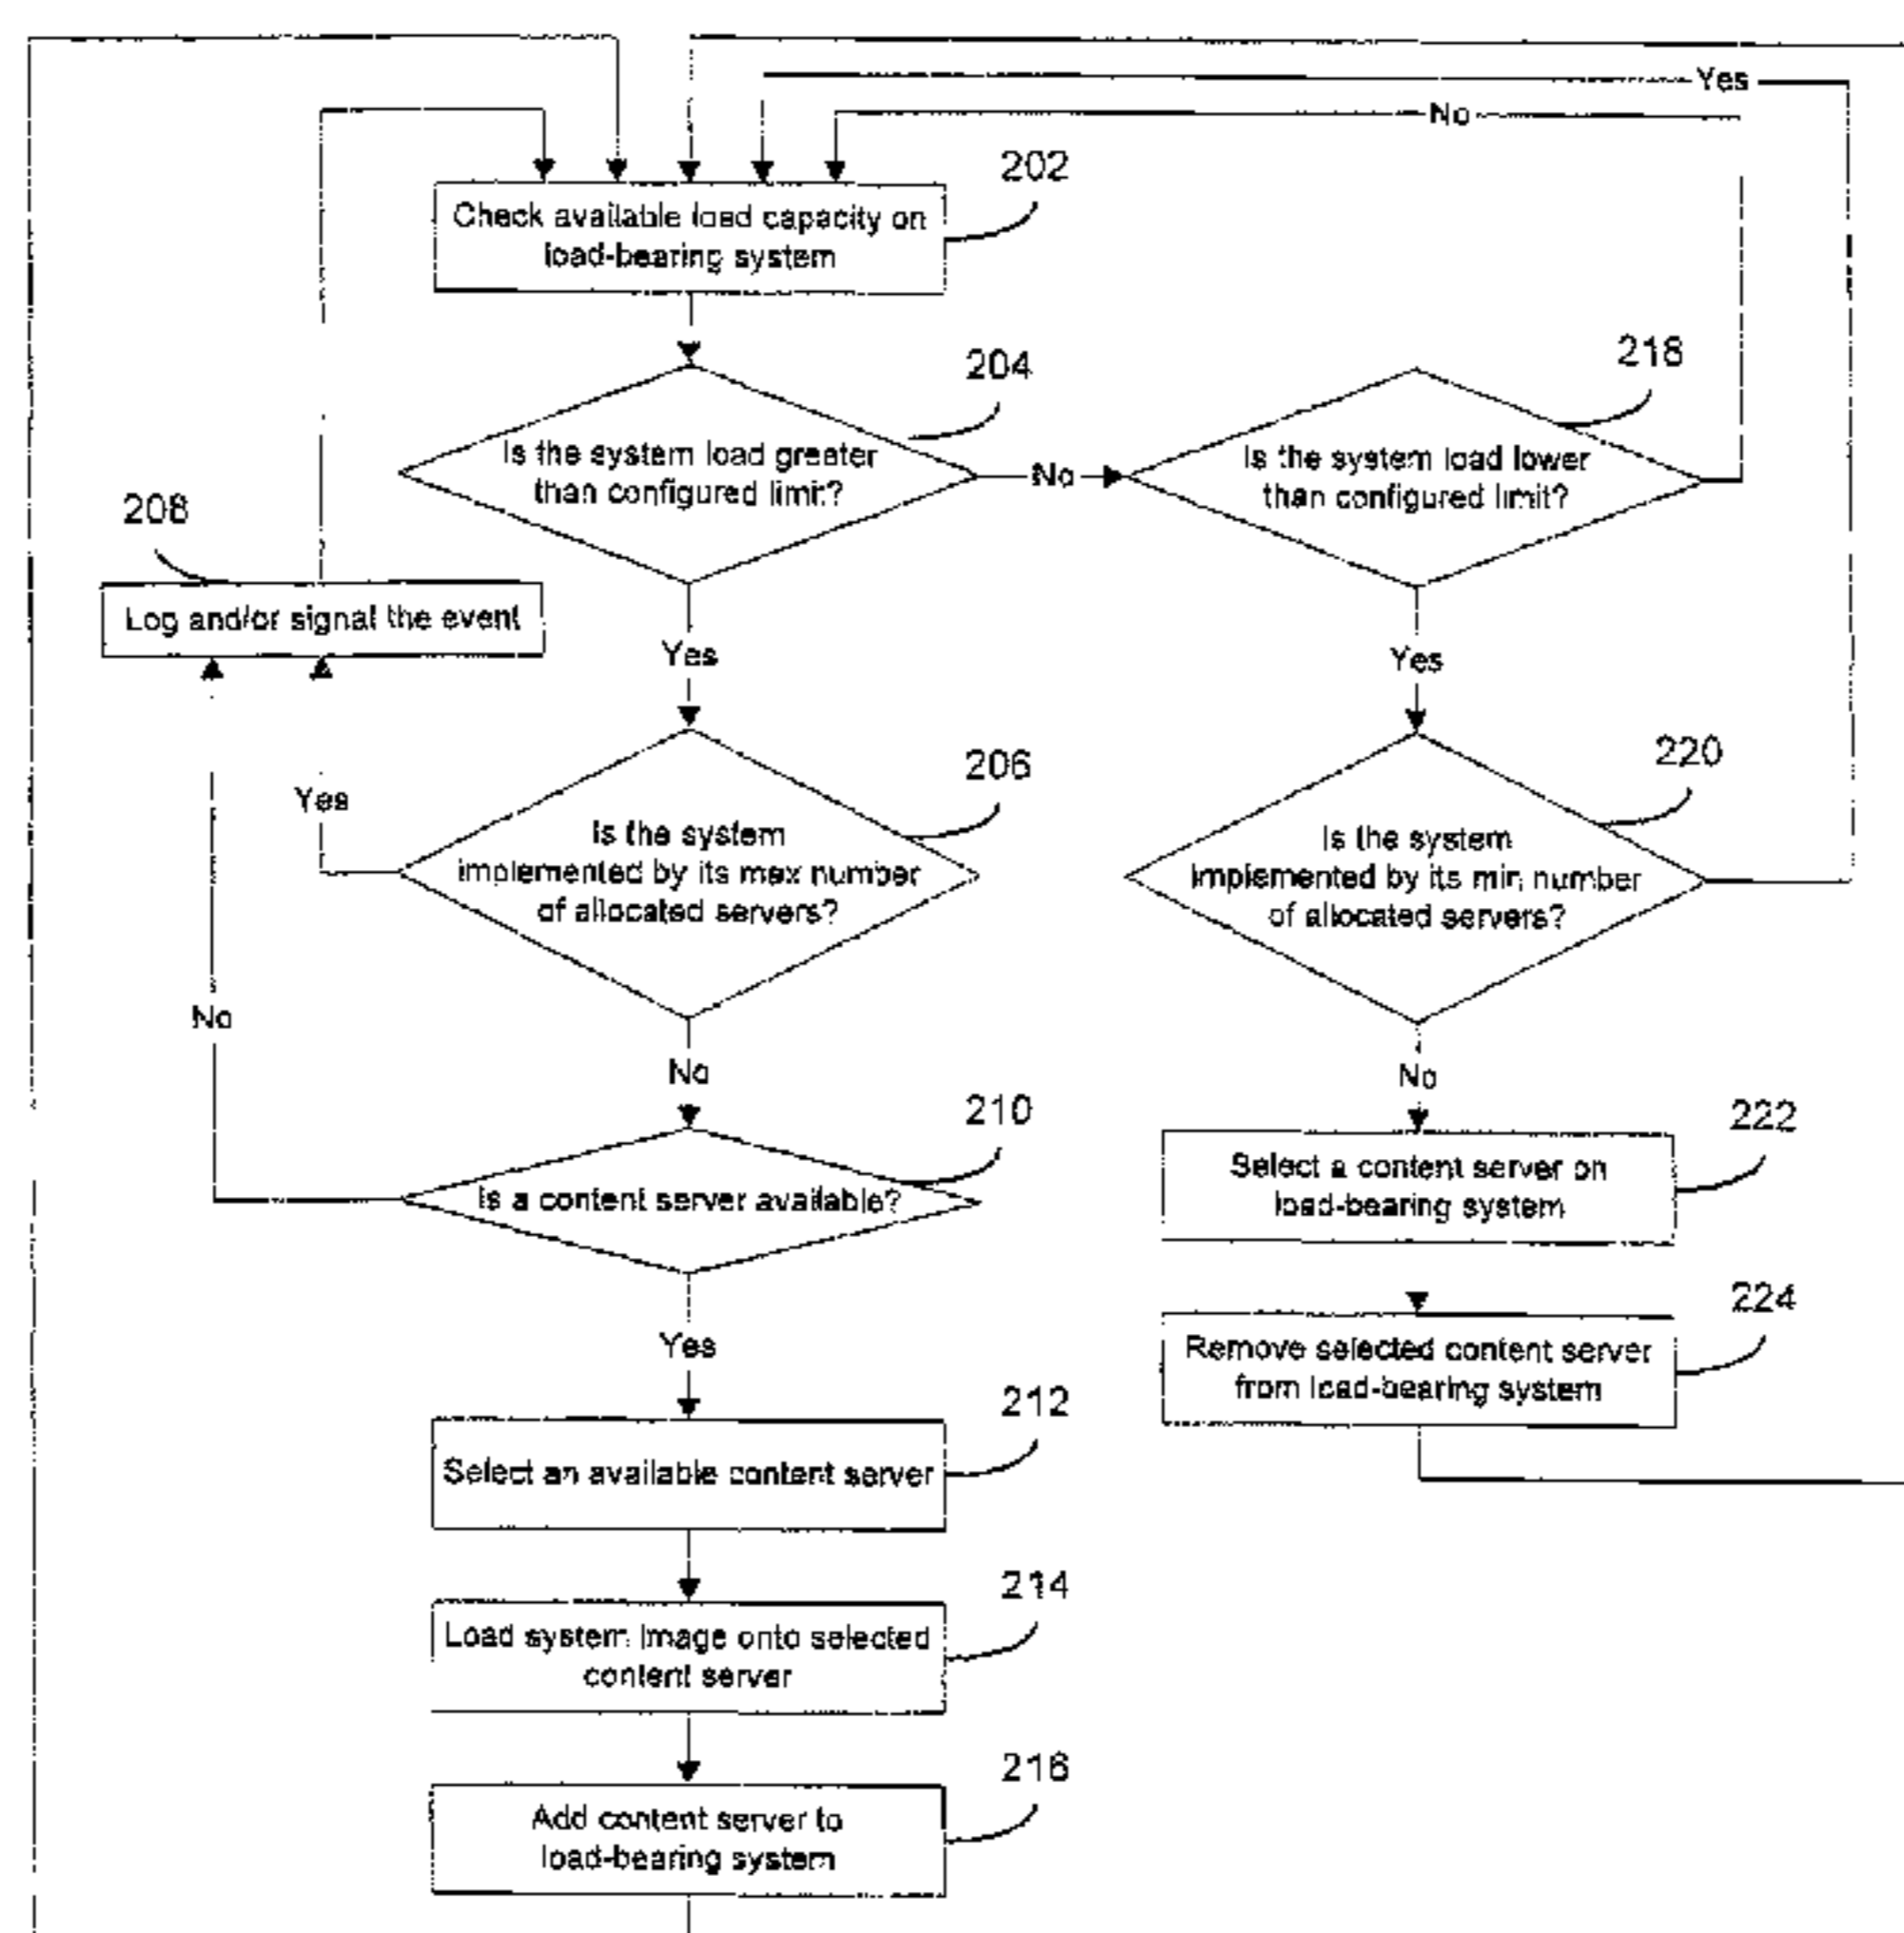 Yes
No
202
Check available load capacity on
load-bearing system
204
218
Is the system load greater
than configured limit?
No
Is the system load lower
than configured limit?
208
Log and/or signal the event
Yes
Yes
206
220
Yes
Is the system
implemented by its max number
of allocated servers?
Is the system
implemented by its min number
of allocated servers?
No
No
No
210
222
Is a content server available?
Select a content server on
load-bearing system
224
Yes
Remove selected content server
from load-bearing system
212
Select an available content server
214
Load system image onto selected
content server
216
Add content server to
load-bearing system